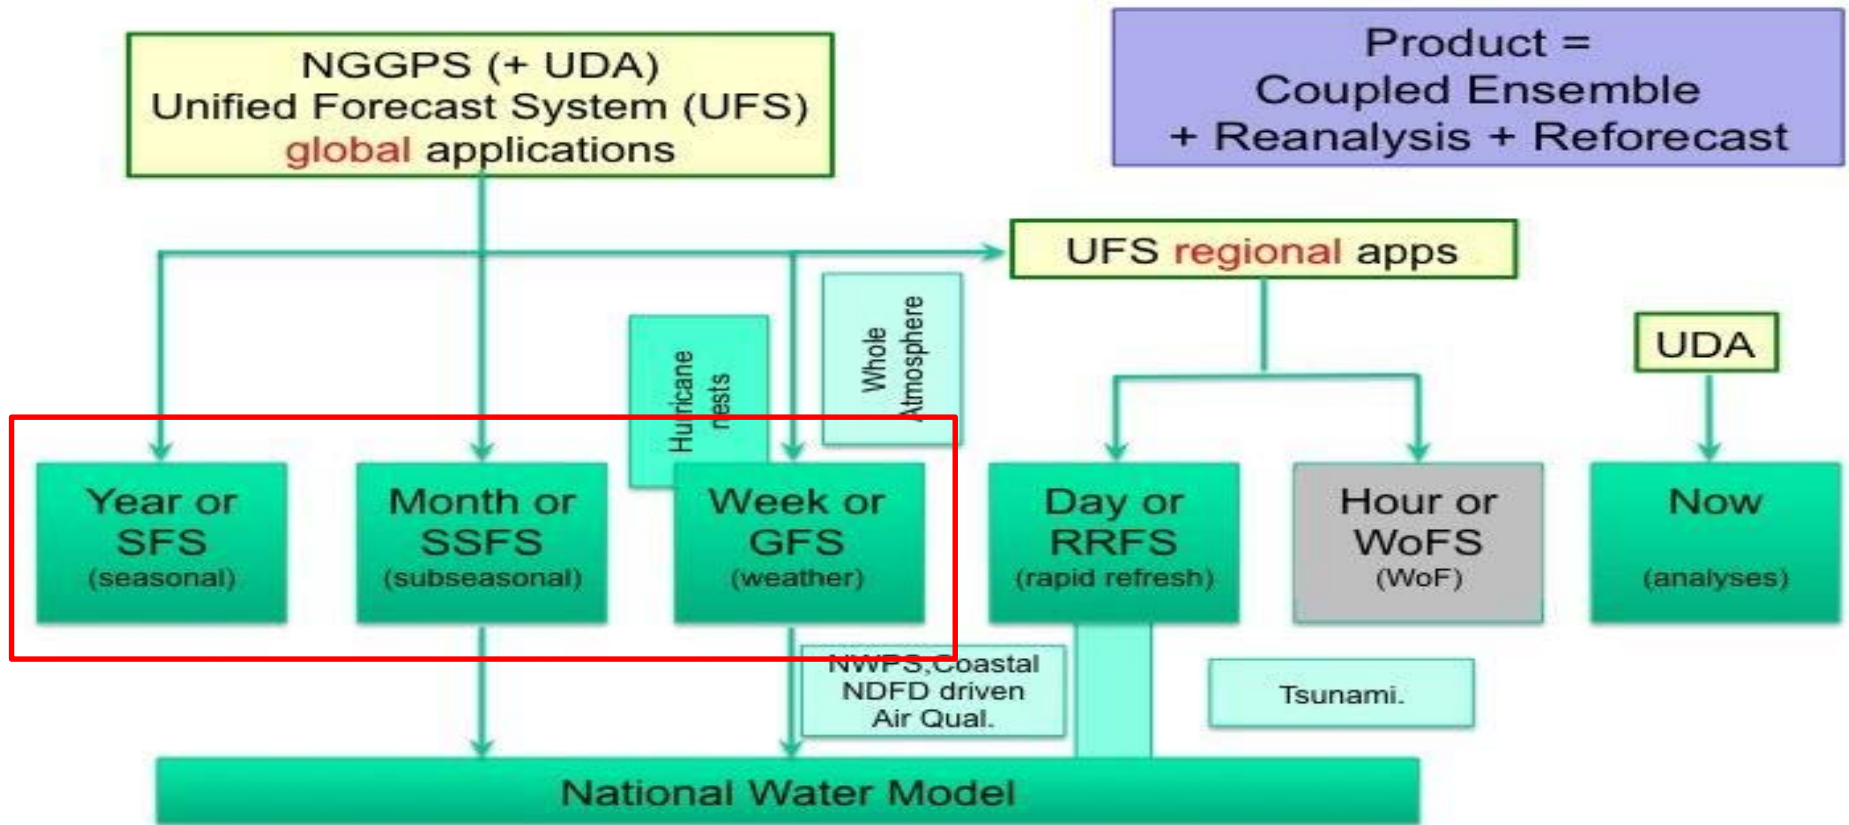 NGGPS (+ UDA)
Unified Forecast System (UFS)
global applications
Product =
Coupled Ensemble
+ Reanalysis + Reforecast
UFS regional apps
UDA
Hurricane
nests
Whole
Atmosphere
Year or
SFS
(seasonal)
Month or
SSFS
(subseasonal)
Week or
GFS
(weather)
Day or
RRFS
(rapid refresh)
Hour or
WoFS
(WoF)
Now
(analyses)
NWPS,Coastal
NDFD driven
Air Qual.
Tsunami.
National Water Model